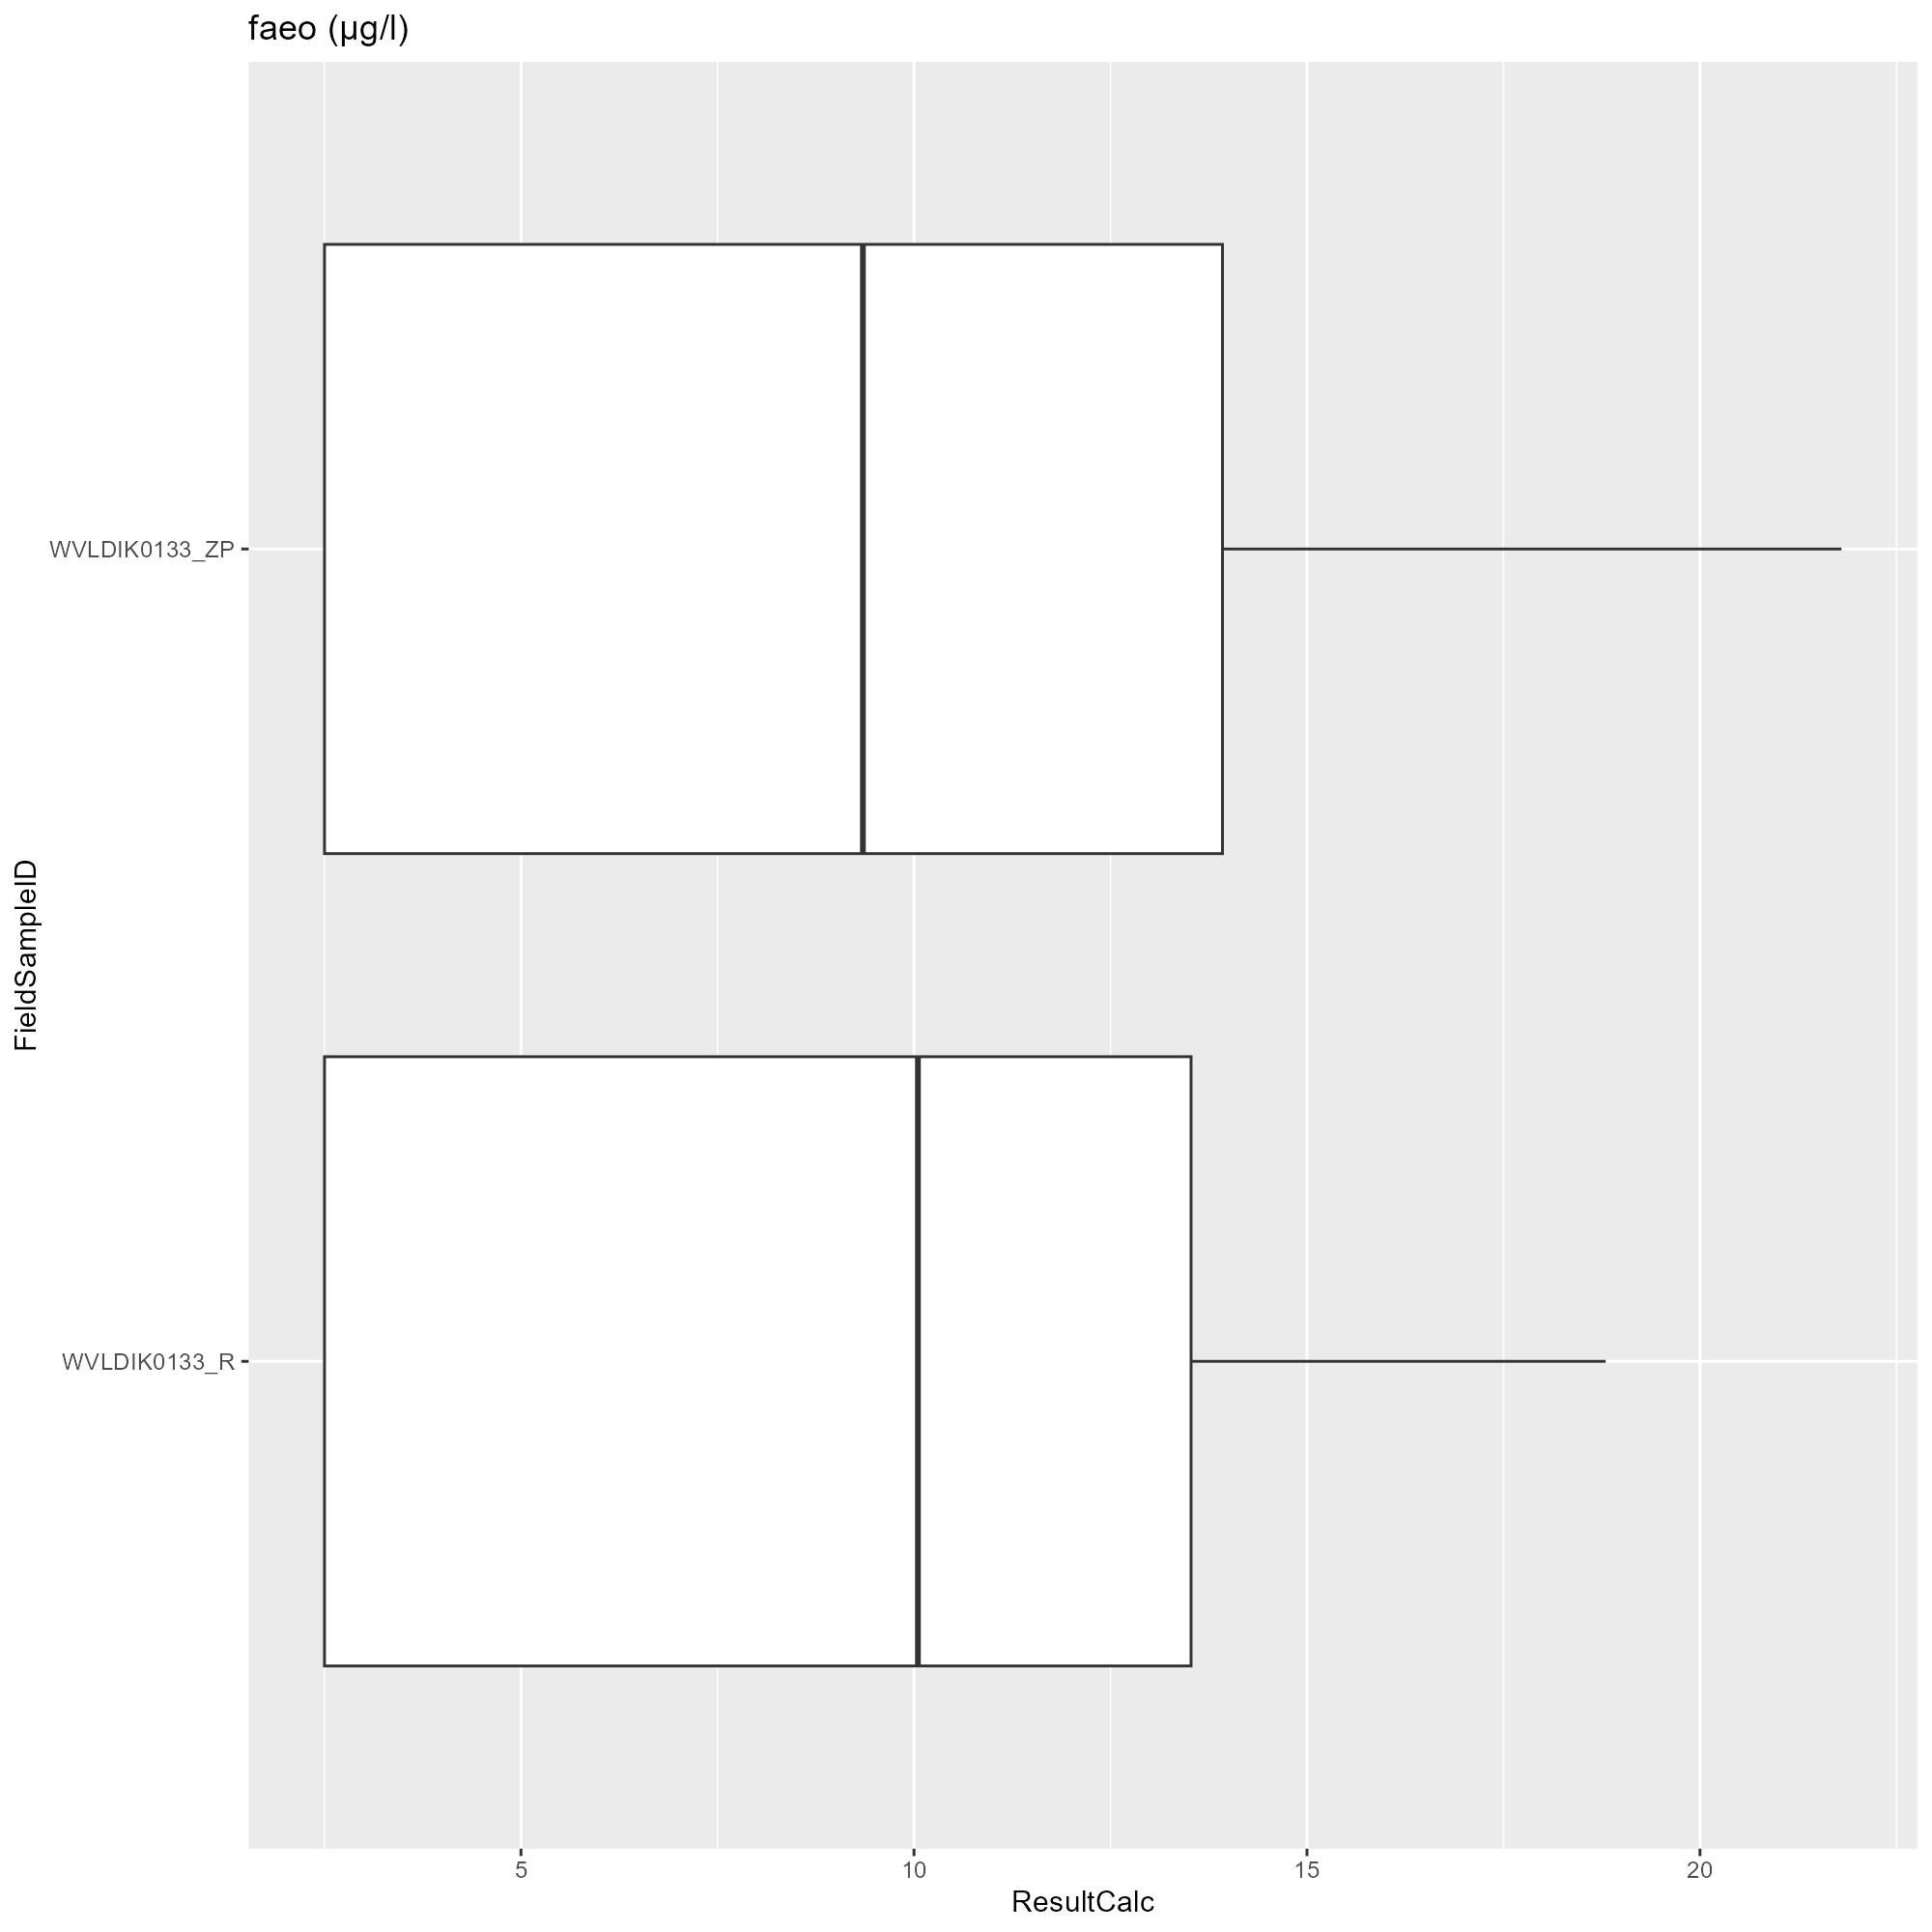 faeo (µg/l)
FieldSampleID
WVLDIK0133_ZP
WVLDIK0133_R
5 10 15 20
ResultCalc